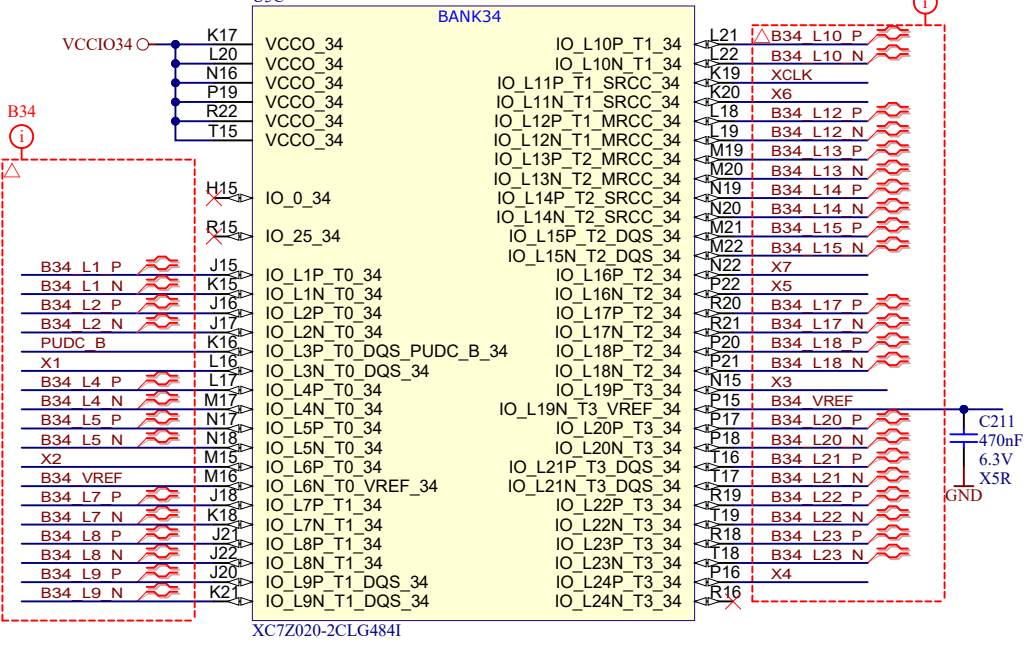 BANK34
VCCIO34
K17 VCCO_34
L20 VCCO_34
N16 VCCO_34
P19 VCCO_34
R22 VCCO_34
T15 VCCO_34
B34
i
H15 IO_0_34
R15 IO_25_34
B34_L1_P J15 IO_L1P_T0_34
B34_L1_N K15 IO_L1N_T0_34
B34_L2_P J16 IO_L2P_T0_34
B34_L2_N J17 IO_L2N_T0_34
PUDC_B K16 IO_L3P_T0_DQS_PUDC_B_34
X1 L16 IO_L3N_T0_DQS_34
B34_L4_P L17 IO_L4P_T0_34
B34_L4_N M17 IO_L4N_T0_34
B34_L5_P N17 IO_L5P_T0_34
B34_L5_N N18 IO_L5N_T0_34
X2 M15 IO_L6P_T0_34
B34_VREF M16 IO_L6N_T0_VREF_34
B34_L7_P J18 IO_L7P_T1_34
B34_L7_N K18 IO_L7N_T1_34
B34_L8_P J21 IO_L8P_T1_34
B34_L8_N J22 IO_L8N_T1_34
B34_L9_P J20 IO_L9P_T1_DQS_34
B34_L9_N K21 IO_L9N_T1_DQS_34
i
IO_L10P_T1_34 L21 B34_L10_P
IO_L10N_T1_34 L22 B34_L10_N
IO_L11P_T1_SRCC_34 K19 XCLK
IO_L11N_T1_SRCC_34 K20 X6
IO_L12P_T1_MRCC_34 L18 B34_L12_P
IO_L12N_T1_MRCC_34 L19 B34_L12_N
IO_L13P_T2_MRCC_34 M19 B34_L13_P
IO_L13N_T2_MRCC_34 M20 B34_L13_N
IO_L14P_T2_SRCC_34 N19 B34_L14_P
IO_L14N_T2_SRCC_34 N20 B34_L14_N
IO_L15P_T2_DQS_34 M21 B34_L15_P
IO_L15N_T2_DQS_34 M22 B34_L15_N
IO_L16P_T2_34 N22 X7
IO_L16N_T2_34 P22 X5
IO_L17P_T2_34 R20 B34_L17_P
IO_L17N_T2_34 R21 B34_L17_N
IO_L18P_T2_34 P20 B34_L18_P
IO_L18N_T2_34 P21 B34_L18_N
IO_L19P_T3_34 N15 X3
IO_L19N_T3_VREF_34 P15 B34_VREF
IO_L20P_T3_34 P17 B34_L20_P
IO_L20N_T3_34 P18 B34_L20_N
IO_L21P_T3_DQS_34 T16 B34_L21_P
IO_L21N_T3_DQS_34 T17 B34_L21_N
IO_L22P_T3_34 R19 B34_L22_P
IO_L22N_T3_34 T19 B34_L22_N
IO_L23P_T3_34 R18 B34_L23_P
IO_L23N_T3_34 T18 B34_L23_N
IO_L24P_T3_34 P16 X4
IO_L24N_T3_34 R16
C211
470nF
6.3V
X5R
GND
XC7Z020-2CLG484I